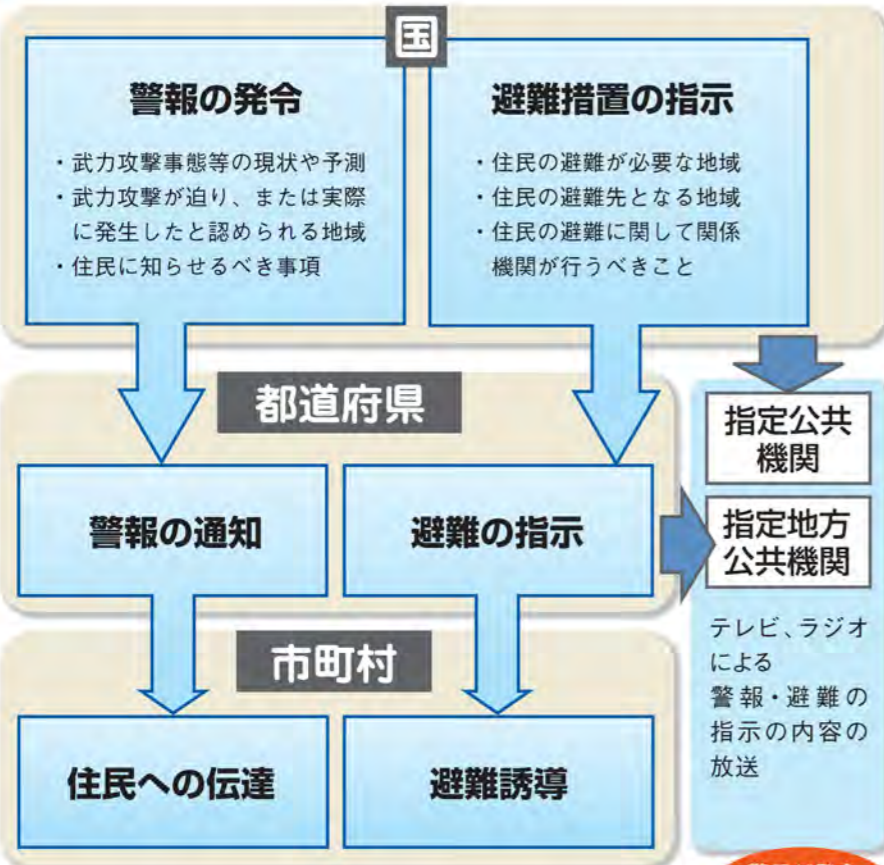 国
警報の発令
・武力攻撃事態等の現状や予測
・武力攻撃が迫り、または実際
に発生したと認められる地域
・住民に知らせるべき事項
避難措置の指示
・住民の避難が必要な地域
・住民の避難先となる地域
・住民の避難に関して関係
機関が行うべきこと
都道府県
警報の通知
避難の指示
指定公共
機関
指定地方
公共機関
テレビ、ラジオ
による
警報・避難の
指示の内容の
放送
市町村
住民への伝達
避難誘導